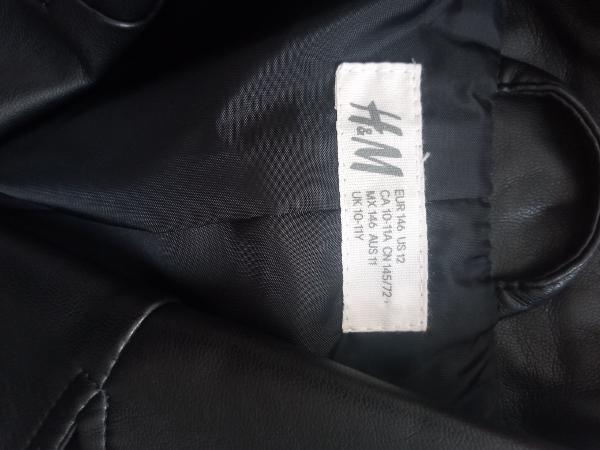 H&M
EUR 146 US 12
CA 10-11A CN 145/72
MX 146 AUS 11
UK 10-11Y